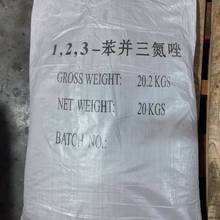 1,2,3-苯并三氮唑
GROSS WEIGHT: 20.2 KGS
NET WEIGHT: 20 KGS
BATCH NO.: